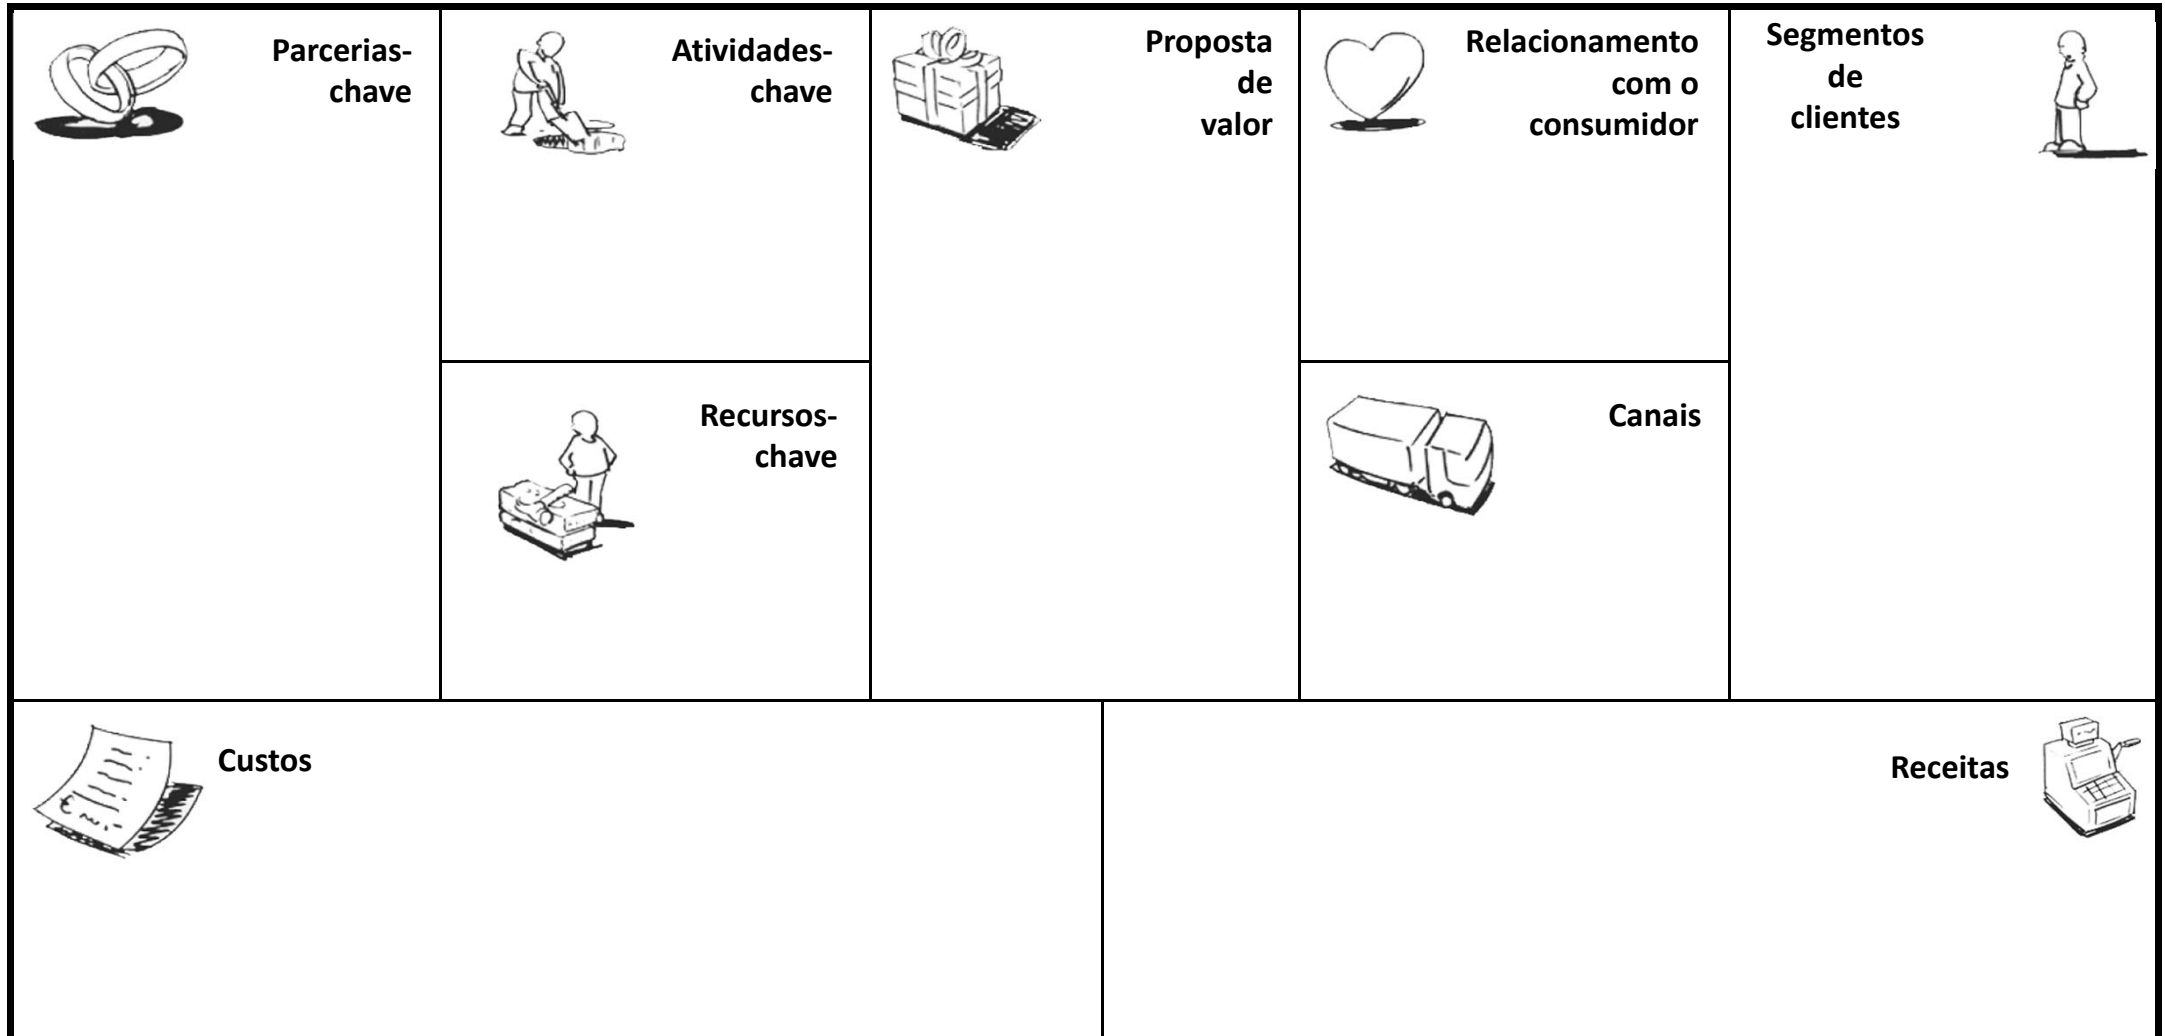 Parcerias-
chave
Atividades-
chave
Proposta
de
valor
Relacionamento
com o
consumidor
Segmentos
de
clientes
Recursos-
chave
Canais
Custos
Receitas